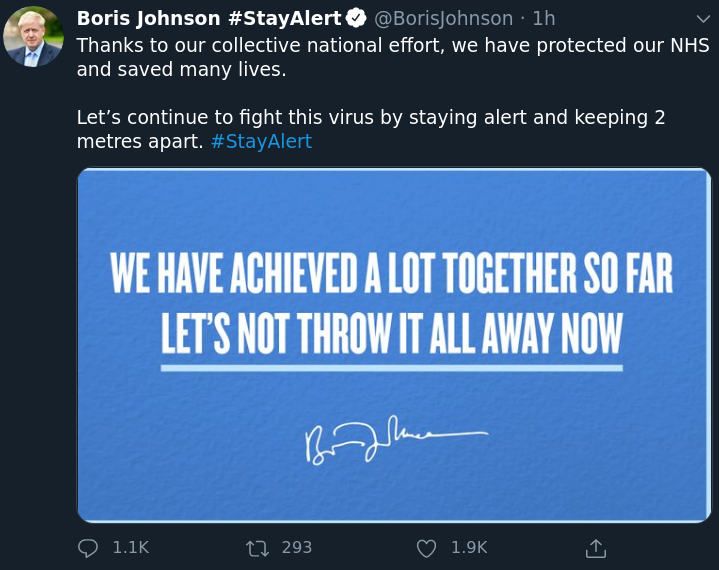 Boris Johnson #StayAlert @BorisJohnson · 1h
Thanks to our collective national effort, we have protected our NHS
and saved many lives.
Let’s continue to fight this virus by staying alert and keeping 2
metres apart. #StayAlert
WE HAVE ACHIEVED A LOT TOGETHER SO FAR
LET’S NOT THROW IT ALL AWAY NOW
Boris Johnson
1.1K 293 1.9K